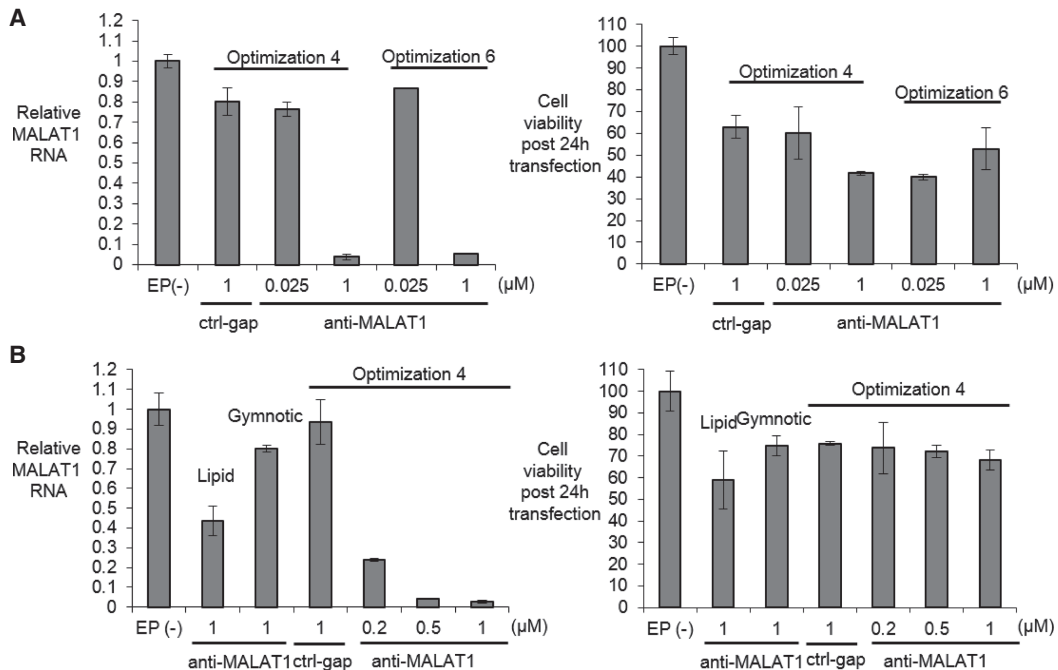 A
1.2
1
0.8
0.7
0.6
0.5
0.4
0.3
0.2
0.1
0
Relative
MALAT1
RNA
Optimization 4
Optimization 6
EP(-) 1 0.025 1 0.025 1 (µM)
ctrl-gap anti-MALAT1
110
100
90
80
70
60
50
40
30
20
10
0
Cell
viability
post 24h
transfection
Optimization 4
Optimization 6
EP(-) 1 0.025 1 0.025 1 (µM)
ctrl-gap anti-MALAT1
B
1.2
1.1
1
0.9
0.8
0.7
0.6
0.5
0.4
0.3
0.2
0.1
0
Relative
MALAT1
RNA
Lipid
Gymnotic
Optimization 4
EP (-) 1 1 1 0.2 0.5 1 (µM)
anti-MALAT1 ctrl-gap anti-MALAT1
110
100
90
80
70
60
50
40
30
20
10
0
Cell
viability
post 24h
transfection
Lipid
Gymnotic
Optimization 4
EP (-) 1 1 1 0.2 0.5 1 (µM)
anti-MALAT1 ctrl-gap anti-MALAT1